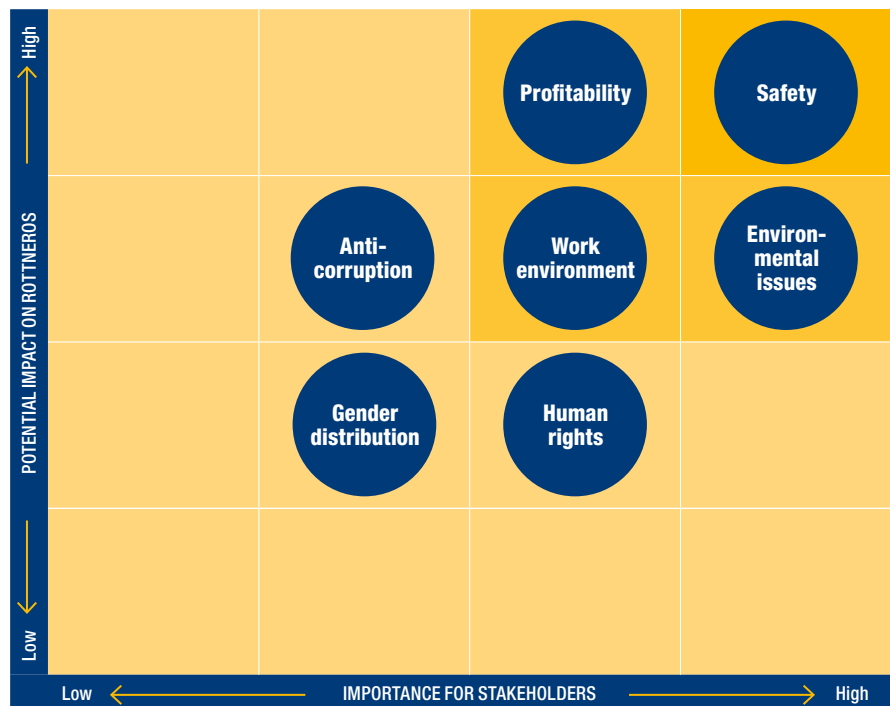 High
POTENTIAL IMPACT ON ROTTNEROS
Low
Profitability
Safety
Anti-
corruption
Work
environment
Environ-
mental
issues
Gender
distribution
Human
rights
Low
IMPORTANCE FOR STAKEHOLDERS
High